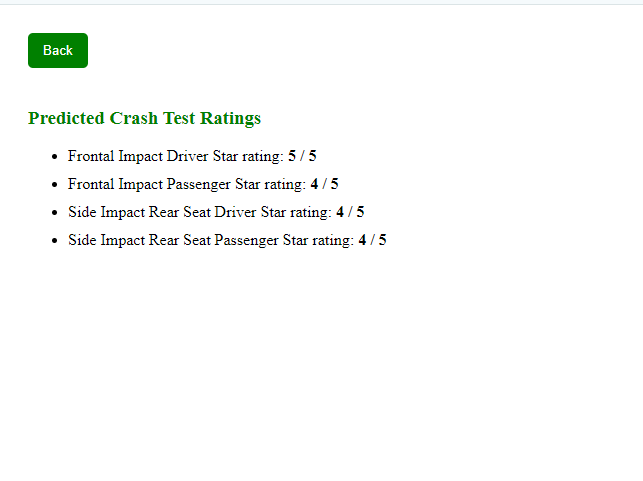 Back
Predicted Crash Test Ratings
• Frontal Impact Driver Star rating: 5 / 5
• Frontal Impact Passenger Star rating: 4 / 5
• Side Impact Rear Seat Driver Star rating: 4 / 5
• Side Impact Rear Seat Passenger Star rating: 4 / 5